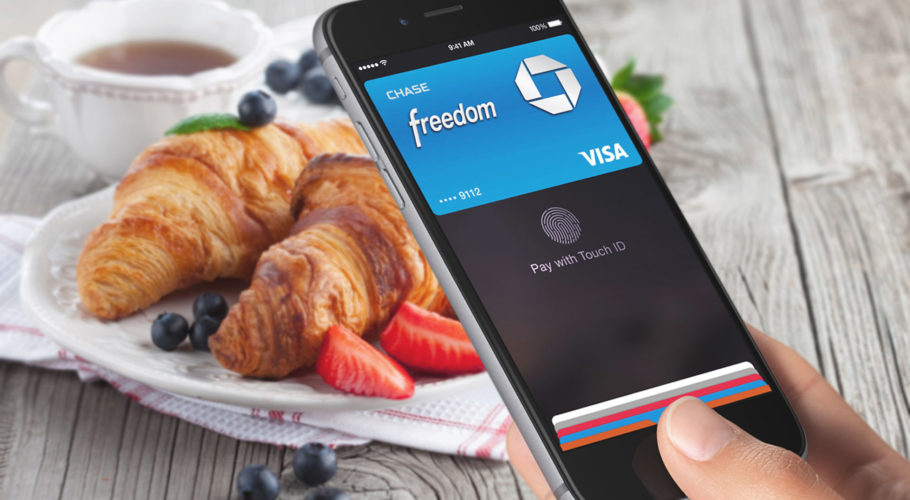 9:41 AM
100%
CHASE
freedom
VISA
•••• 9112
Pay with Touch ID